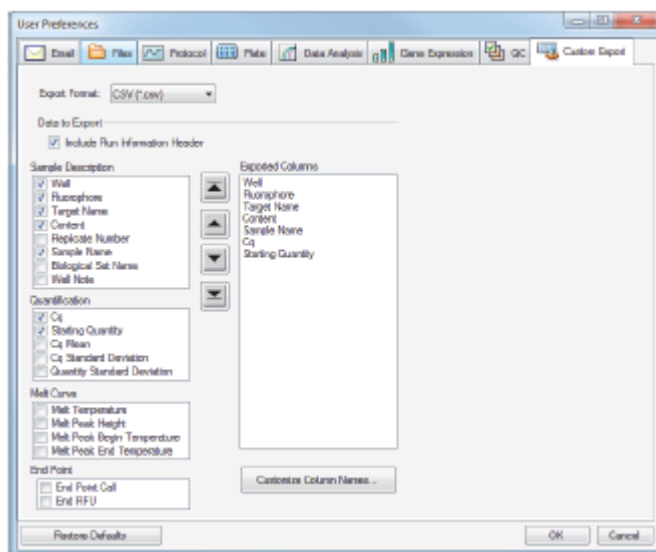 User Preferences
Email Files Protocol Plate Data Analysis Gene Expression QC Custom Export
Export Format: CSV (*.csv)
Data to Export
Include Run Information Header
Sample Description
Well
Fluorophore
Target Name
Content
Replicate Number
Sample Name
Biological Set Name
Well Note
Quantification
Cq
Starting Quantity
Cq Mean
Cq Standard Deviation
Quantity Standard Deviation
Melt Curve
Melt Temperature
Melt Peak Height
Melt Peak Begin Temperature
Melt Peak End Temperature
End Point
End Point Call
End RFU
Exported Columns
Well
Fluorophore
Target Name
Content
Sample Name
Cq
Starting Quantity
Customize Column Names...
Restore Defaults
OK Cancel